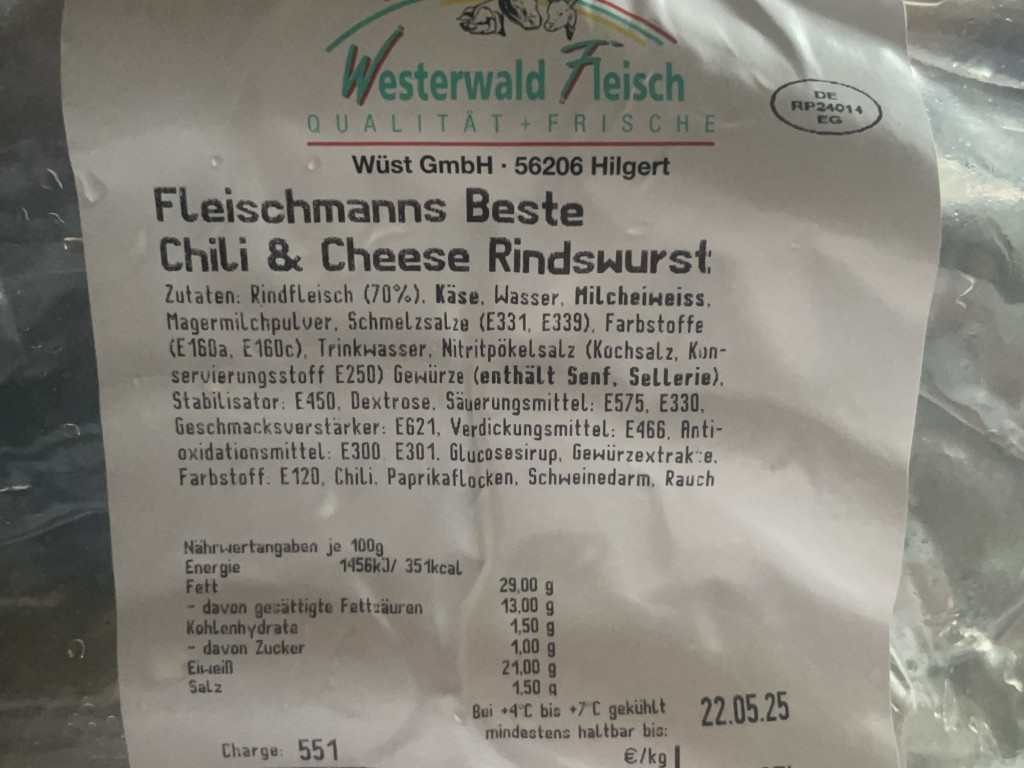 Westerwald Fleisch
QUALITÄT + FRISCHE
DE
RP24014
EG
Wüst GmbH · 56206 Hilgert
Fleischmanns Beste
Chili & Cheese Rindswurst:
Zutaten: Rindfleisch (70%), Käse, Wasser, Milcheiweiss,
Magermilchpulver, Schmelzsalze (E331, E339), Farbstoffe
(E160a, E160c), Trinkwasser, Nitritpökelsalz (Kochsalz, Kon-
servierungsstoff E250) Gewürze (enthält Senf, Sellerie),
Stabilisator: E450, Dextrose, Säuerungsmittel: E575, E330,
Geschmacksverstärker: E621, Verdickungsmittel: E466, Anti-
oxidationsmittel: E300 E301, Glucosesirup, Gewürzextrakte,
Farbstoff: E120, Chili, Paprikaflocken, Schweinedarm, Rauch
Nährwertangaben je 100g
Energie 1456kJ/ 351kcal
Fett 29,00 g
- davon gesättigte Fettsäuren 13,00 g
Kohlenhydrate 1,50 g
- davon Zucker 1,00 g
Eiweiß 21,00 g
Salz 1,50 g
Bei +4°C bis +7°C gekühlt
mindestens haltbar bis: 22.05.25
Charge: 551
€/kg